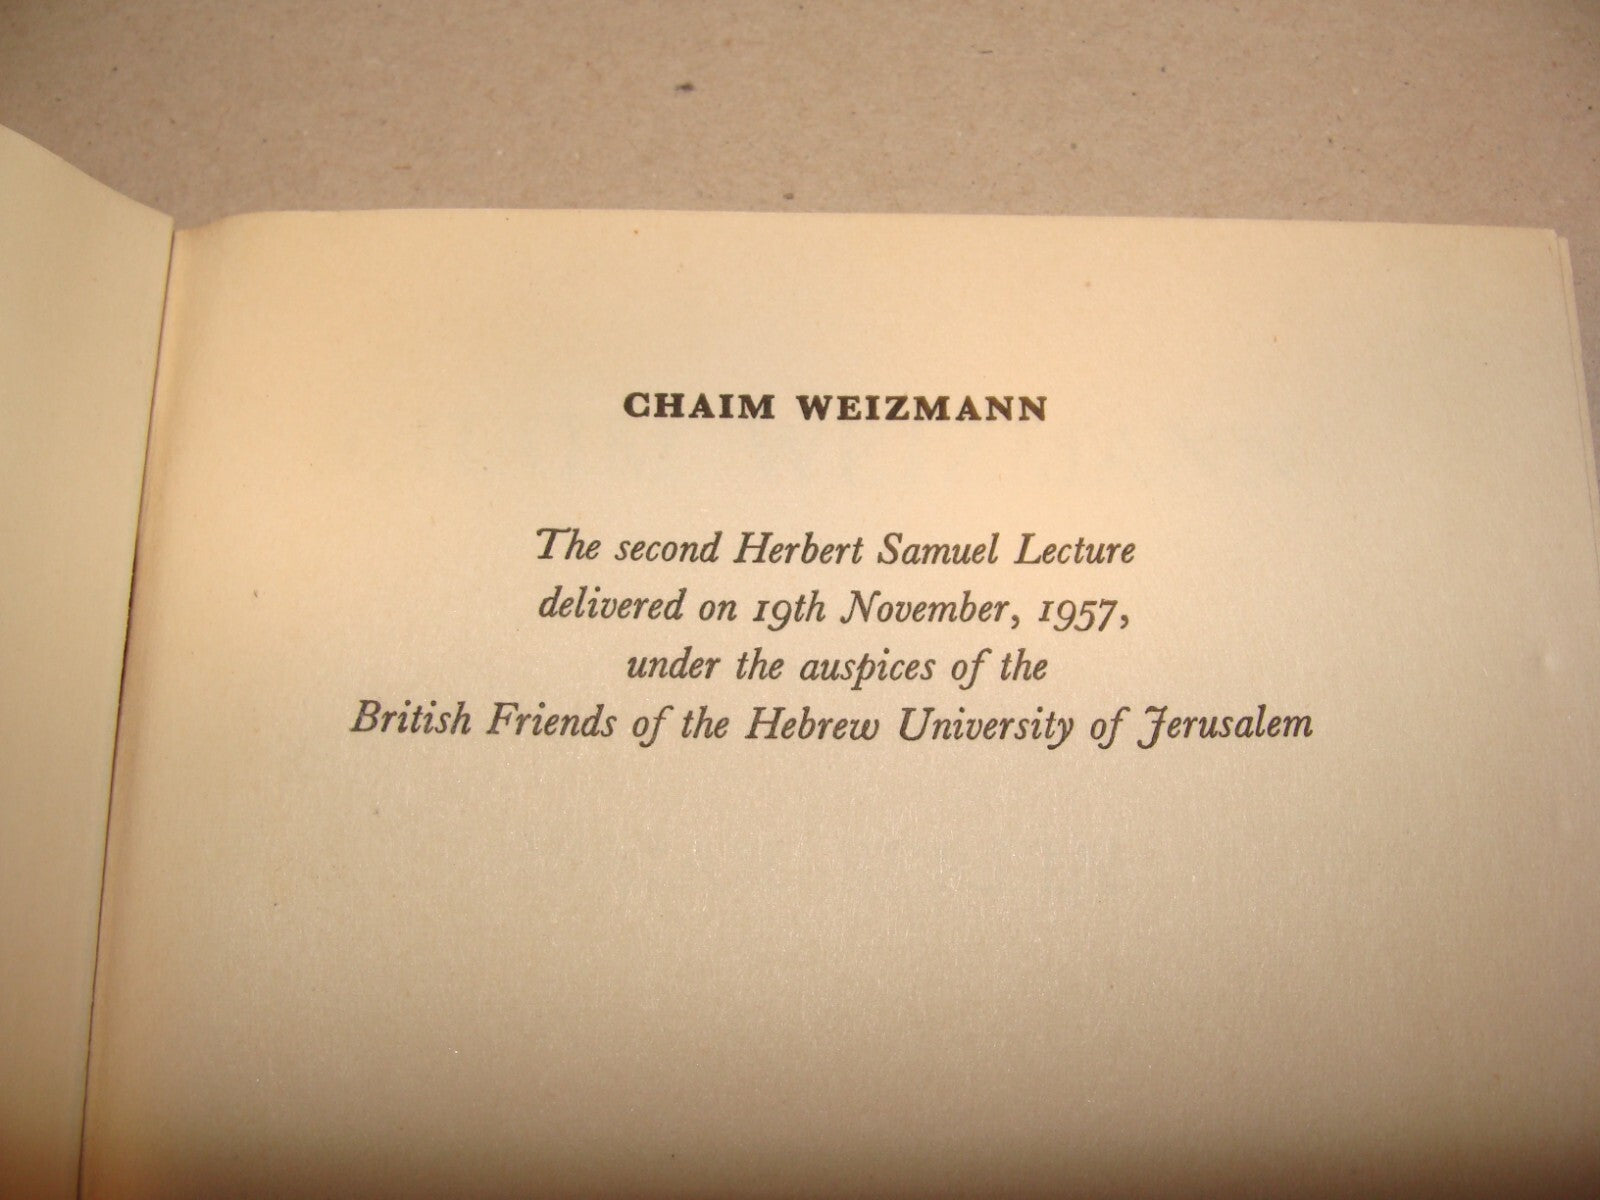 CHAIM WEIZMANN
The second Herbert Samuel Lecture
delivered on 19th November, 1957,
under the auspices of the
British Friends of the Hebrew University of Jerusalem